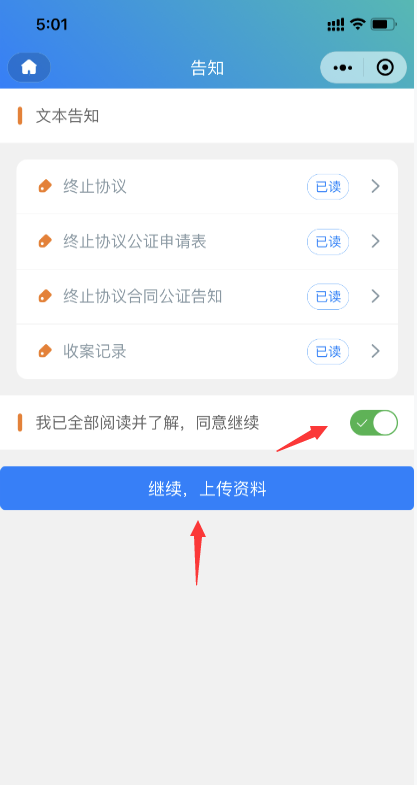 5:01
告知
文本告知
终止协议
已读
终止协议公证申请表
已读
终止协议合同公证告知
已读
收案记录
已读
我已全部阅读并了解，同意继续
继续，上传资料